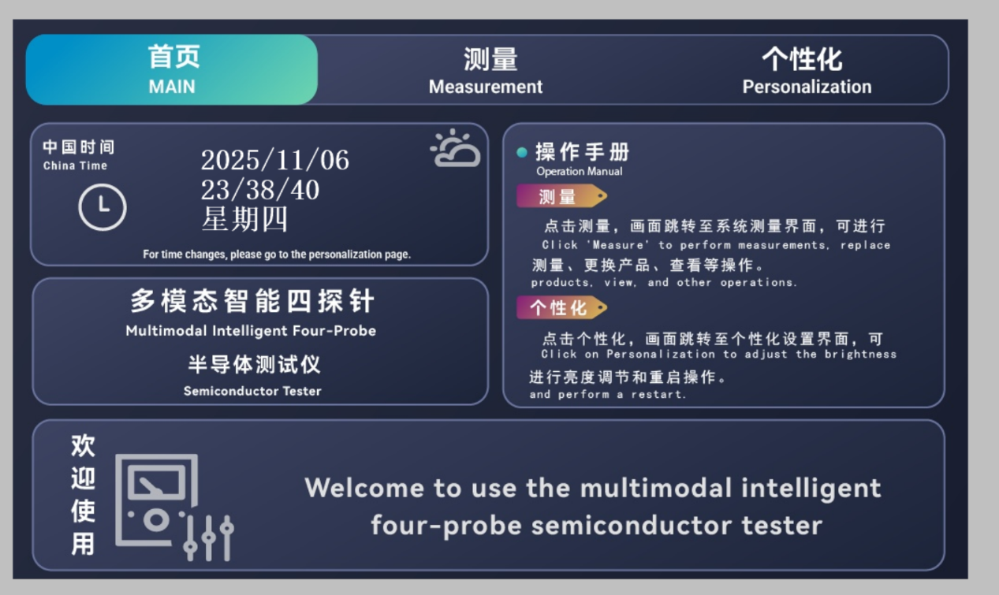 首页
MAIN
测量
Measurement
个性化
Personalization
中国时间
China Time
2025/11/06
23/38/40
星期四
For time changes, please go to the personalization page.
多模态智能四探针
Multimodal Intelligent Four-Probe
半导体测试仪
Semiconductor Tester
操作手册
Operation Manual
测量
点击测量，画面跳转至系统测量界面，可进行
Click 'Measure' to perform measurements, replace
测量、更换产品、查看等操作。
products, view, and other operations.
个性化
点击个性化，画面跳转至个性化设置界面，可
Click on Personalization to adjust the brightness
进行亮度调节和重启操作。
and perform a restart.
欢迎使用
Welcome to use the multimodal intelligent
four-probe semiconductor tester